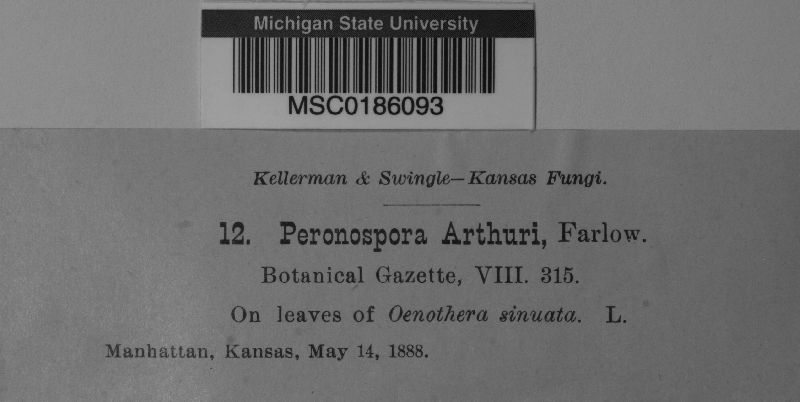 Michigan State University
MSC0186093
Kellerman & Swingle—Kansas Fungi.
12. Peronospora Arthuri, Farlow.
Botanical Gazette, VIII. 315.
On leaves of Oenothera sinuata. L.
Manhattan, Kansas, May 14, 1888.